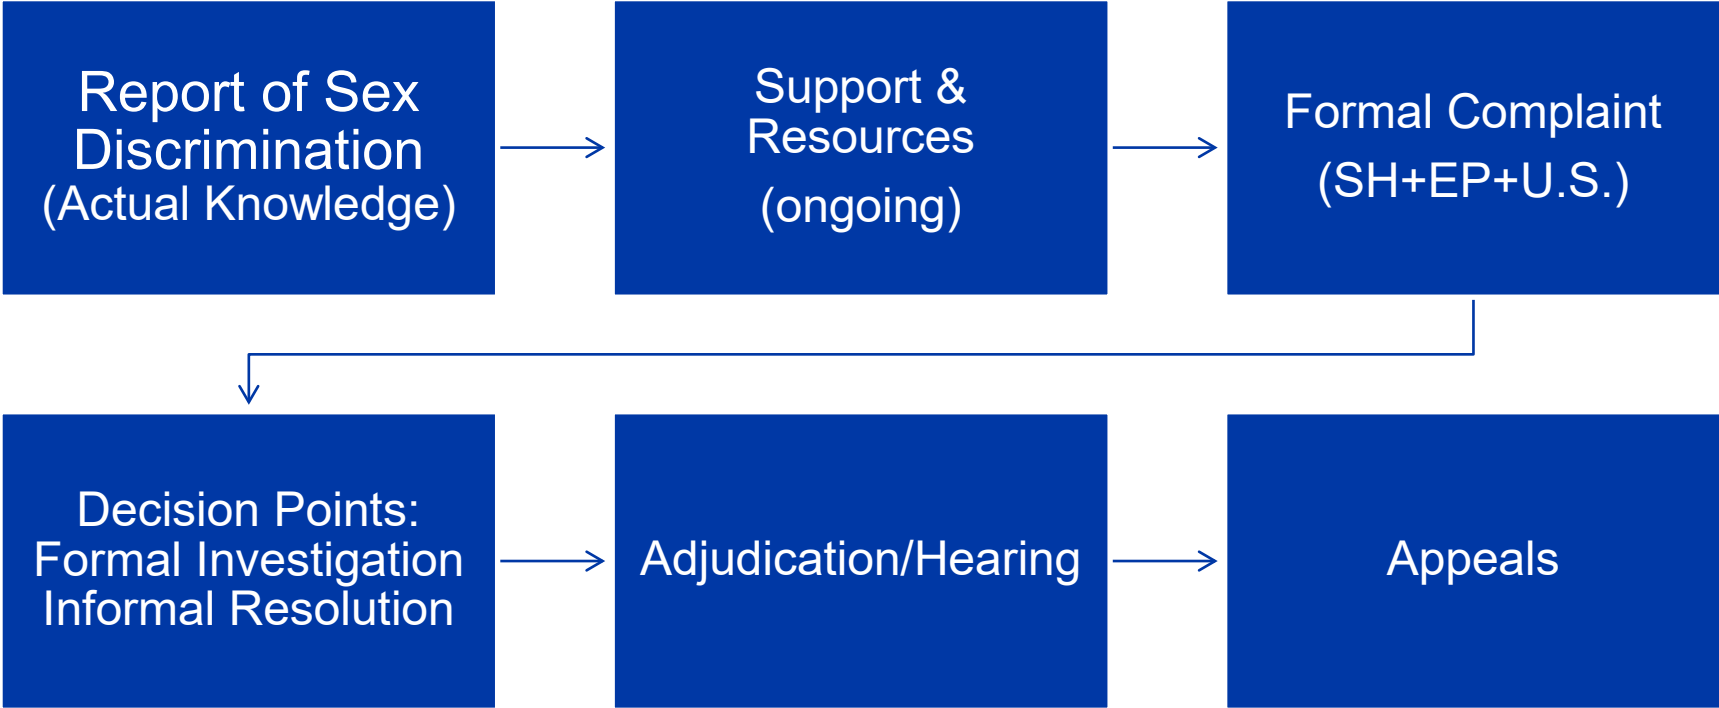 Report of Sex
Discrimination
(Actual Knowledge)
Support &
Resources
(ongoing)
Formal Complaint
(SH+EP+U.S.)
Decision Points:
Formal Investigation
Informal Resolution
Adjudication/Hearing
Appeals